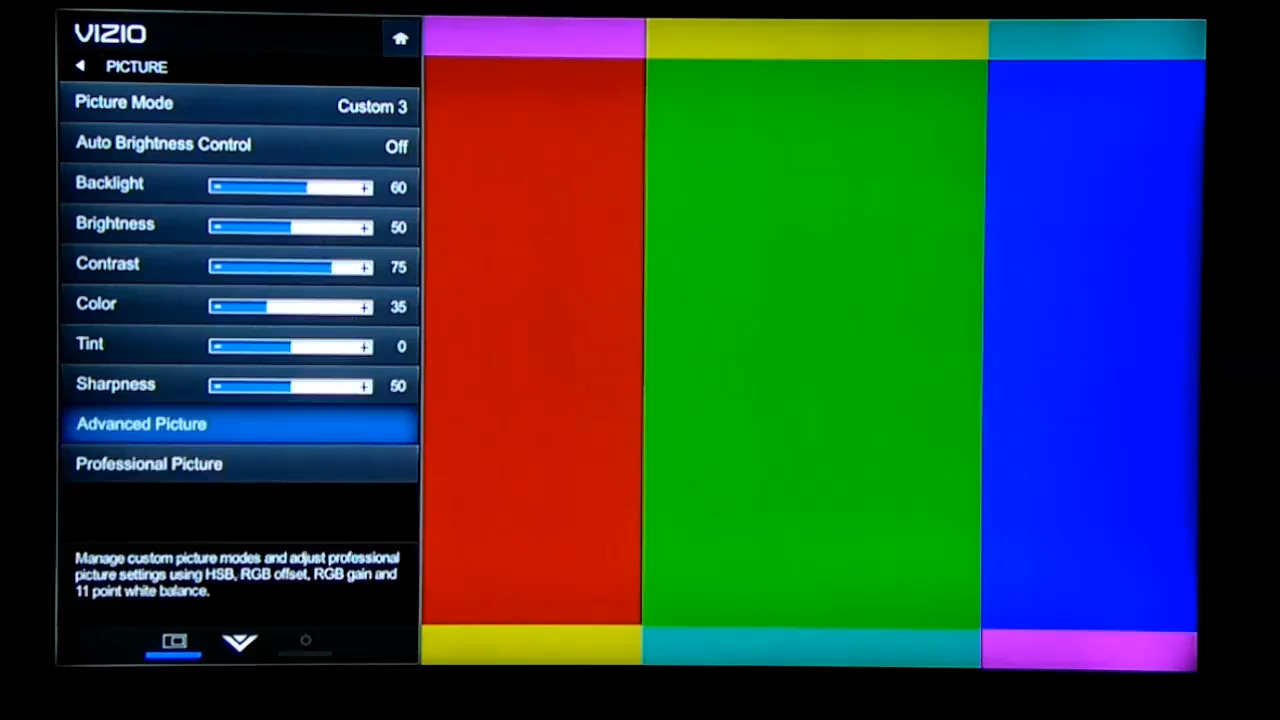 VIZIO
PICTURE
Picture Mode Custom 3
Auto Brightness Control Off
Backlight 60
Brightness 50
Contrast 75
Color 35
Tint 0
Sharpness 50
Advanced Picture
Professional Picture
Manage custom picture modes and adjust professional
picture settings using HSB, RGB offset, RGB gain and
11 point white balance.